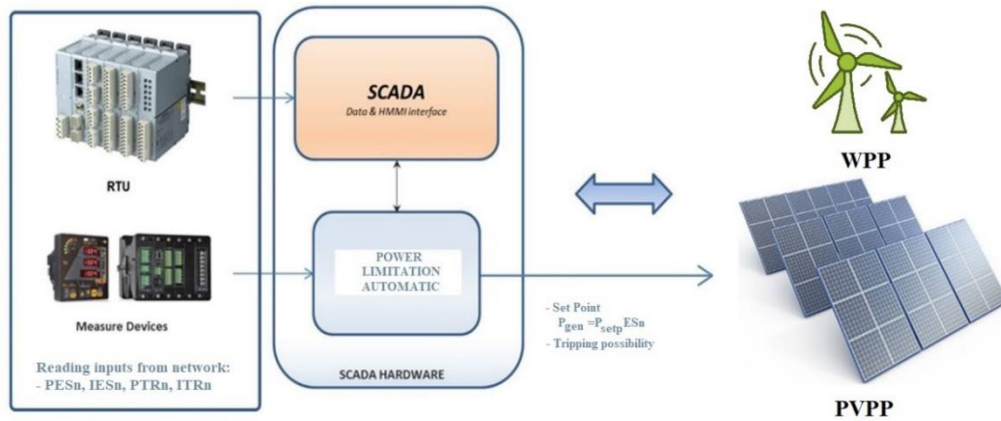 RTU
Measure Devices
Reading inputs from network:
- PESn, IESn, PTRn, ITRn
SCADA
Data & HMMI interface
POWER
LIMITATION
AUTOMATIC
SCADA HARDWARE
- Set Point
Pgen =PsetpESn
- Tripping possibility
WPP
PVPP